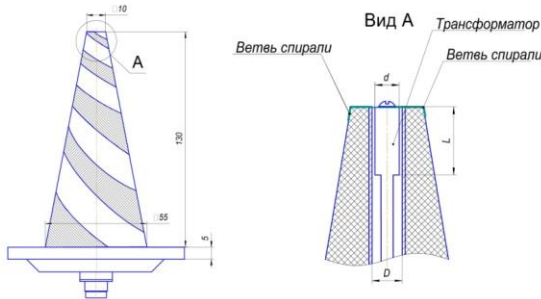 □10
А
130
□55
5
Вид А
Трансформатор
Ветвь спирали
Ветвь спирали
d
L
D